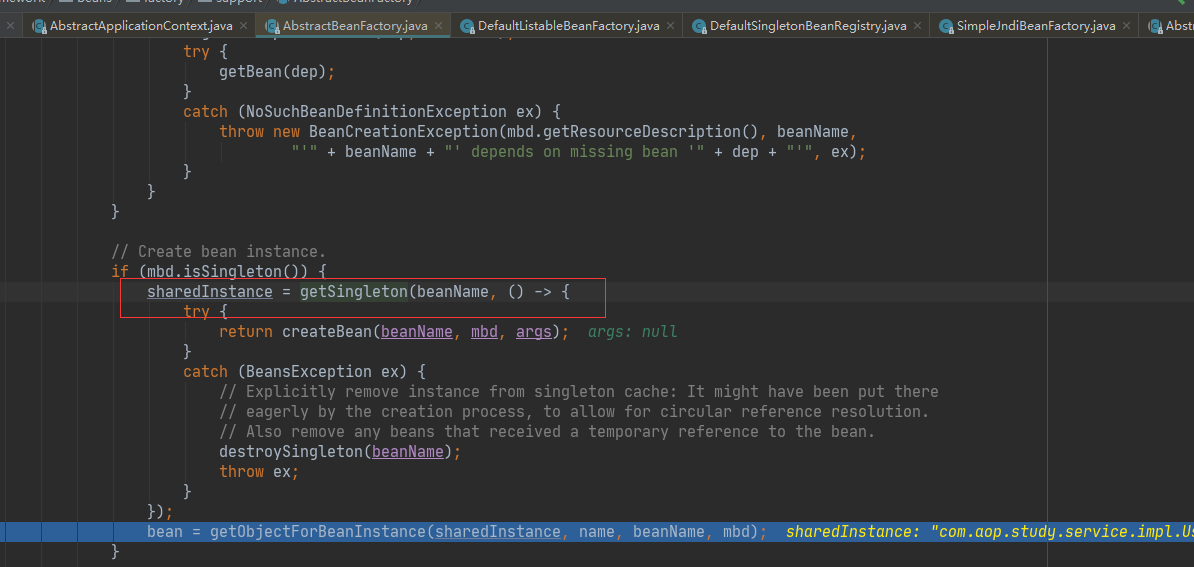 beans factory support AbstractBeanFactory
AbstractApplicationContext.java × AbstractBeanFactory.java × DefaultListableBeanFactory.java × DefaultSingletonBeanRegistry.java × SimpleJndiBeanFactory.java × Abst
try {
getBean(dep);
}
catch (NoSuchBeanDefinitionException ex) {
throw new BeanCreationException(mbd.getResourceDescription(), beanName,
"'" + beanName + "' depends on missing bean '" + dep + "'", ex);
}
}
}
// Create bean instance.
if (mbd.isSingleton()) {
sharedInstance = getSingleton(beanName, () -> {
try {
return createBean(beanName, mbd, args); args: null
}
catch (BeansException ex) {
// Explicitly remove instance from singleton cache: It might have been put there
// eagerly by the creation process, to allow for circular reference resolution.
// Also remove any beans that received a temporary reference to the bean.
destroySingleton(beanName);
throw ex;
}
});
bean = getObjectForBeanInstance(sharedInstance, name, beanName, mbd); sharedInstance: "com.aop.study.service.impl.Us
}